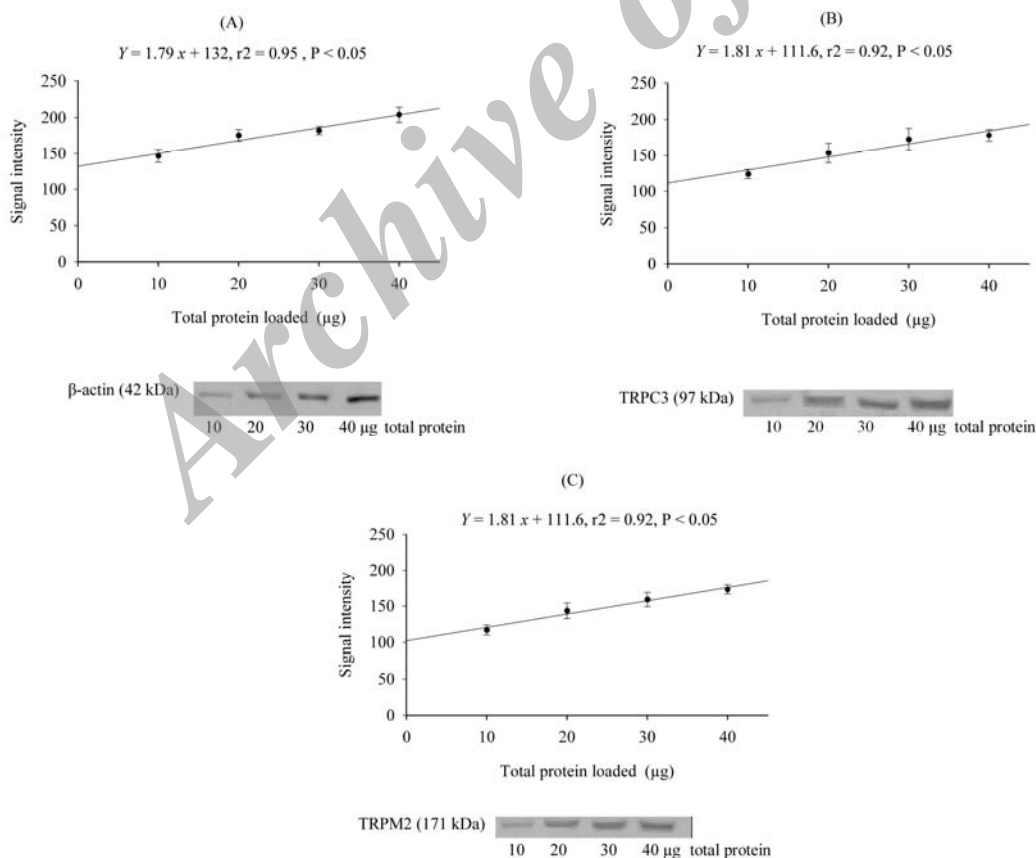 (A)
Y = 1.79 x + 132, r2 = 0.95 , P < 0.05
250
200
150
100
50
0
Signal intensity
0 10 20 30 40
Total protein loaded (µg)
β-actin (42 kDa)
10 20 30 40 µg total protein
(B)
Y = 1.81 x + 111.6, r2 = 0.92, P < 0.05
250
200
150
100
50
0
Signal intensity
0 10 20 30 40
Total protein loaded (µg)
TRPC3 (97 kDa)
10 20 30 40 µg total protein
(C)
Y = 1.81 x + 111.6, r2 = 0.92, P < 0.05
250
200
150
100
50
0
Signal intensity
0 10 20 30 40
Total protein loaded (µg)
TRPM2 (171 kDa)
10 20 30 40 µg total protein
Archive of